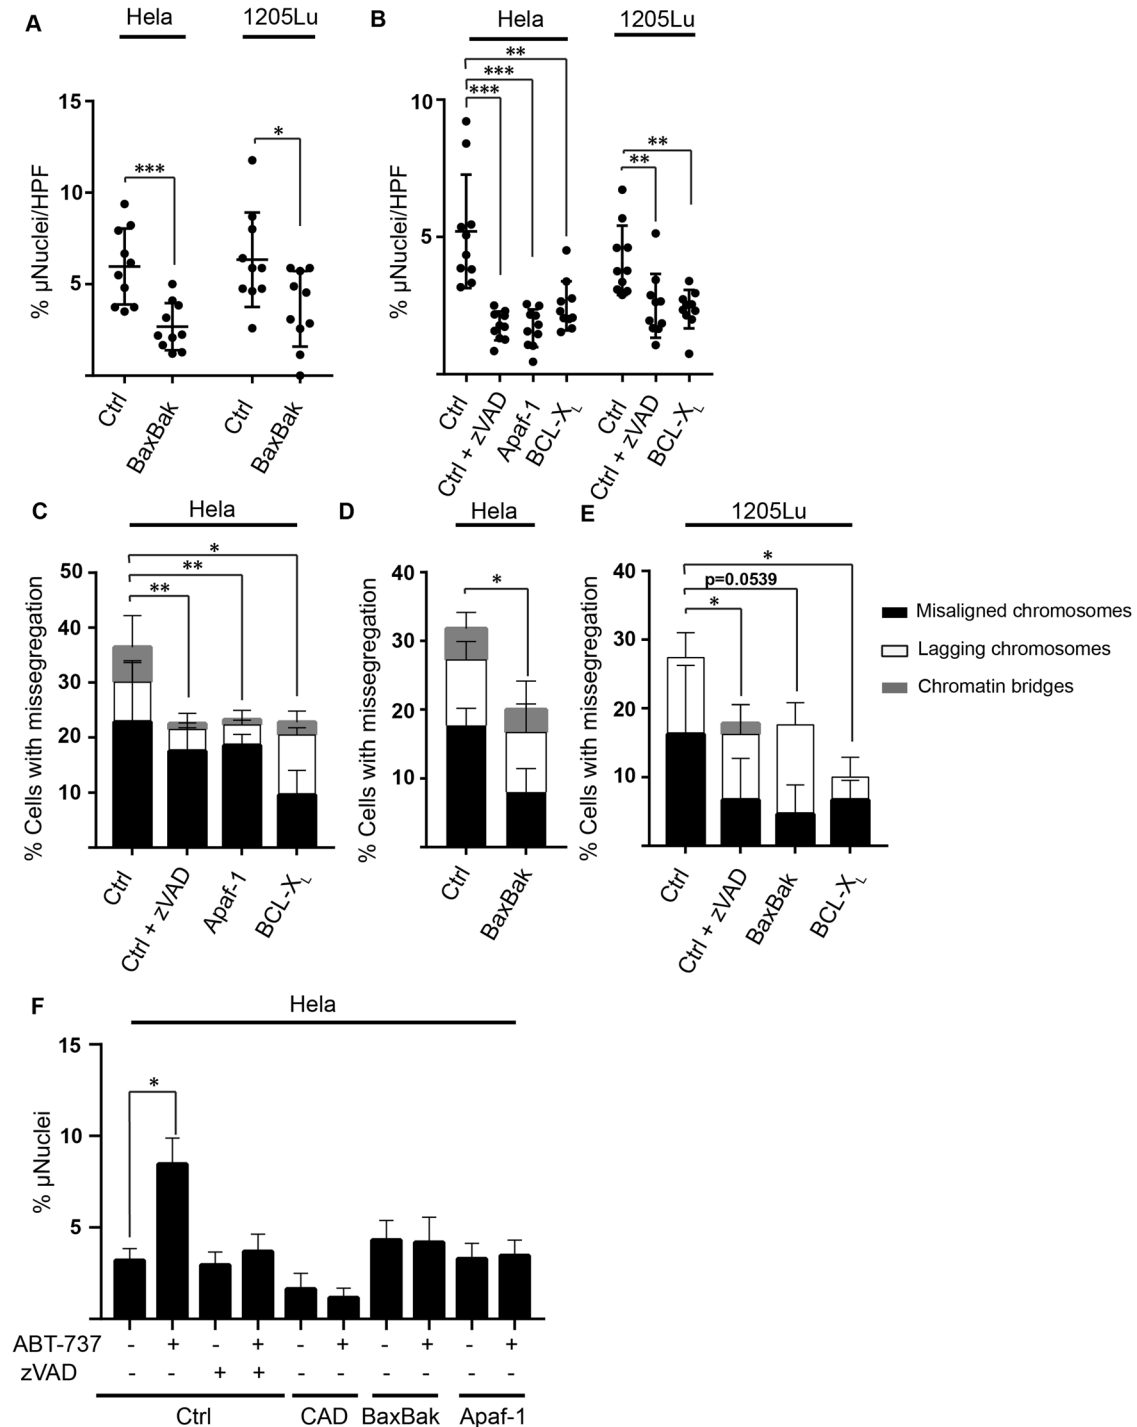 A
Hela
1205Lu
% µNuclei/HPF
15
10
5
***
*
Ctrl
BaxBak
Ctrl
BaxBak
B
Hela
1205Lu
% µNuclei/HPF
10
5
**
***
***
**
**
Ctrl
Ctrl + zVAD
Apaf-1
BCL-XL
Ctrl
Ctrl + zVAD
BCL-XL
C
Hela
% Cells with missegregation
50
40
30
20
10
*
**
**
Ctrl
Ctrl + zVAD
Apaf-1
BCL-XL
D
Hela
% Cells with missegregation
40
30
20
10
*
Ctrl
BaxBak
E
1205Lu
% Cells with missegregation
40
30
20
10
*
p=0.0539
*
Ctrl
Ctrl + zVAD
BaxBak
BCL-XL
Misaligned chromosomes
Lagging chromosomes
Chromatin bridges
F
Hela
% µNuclei
15
10
5
*
ABT-737 - + - + - + - + - +
zVAD - - + + - - - - - -
Ctrl CAD BaxBak Apaf-1